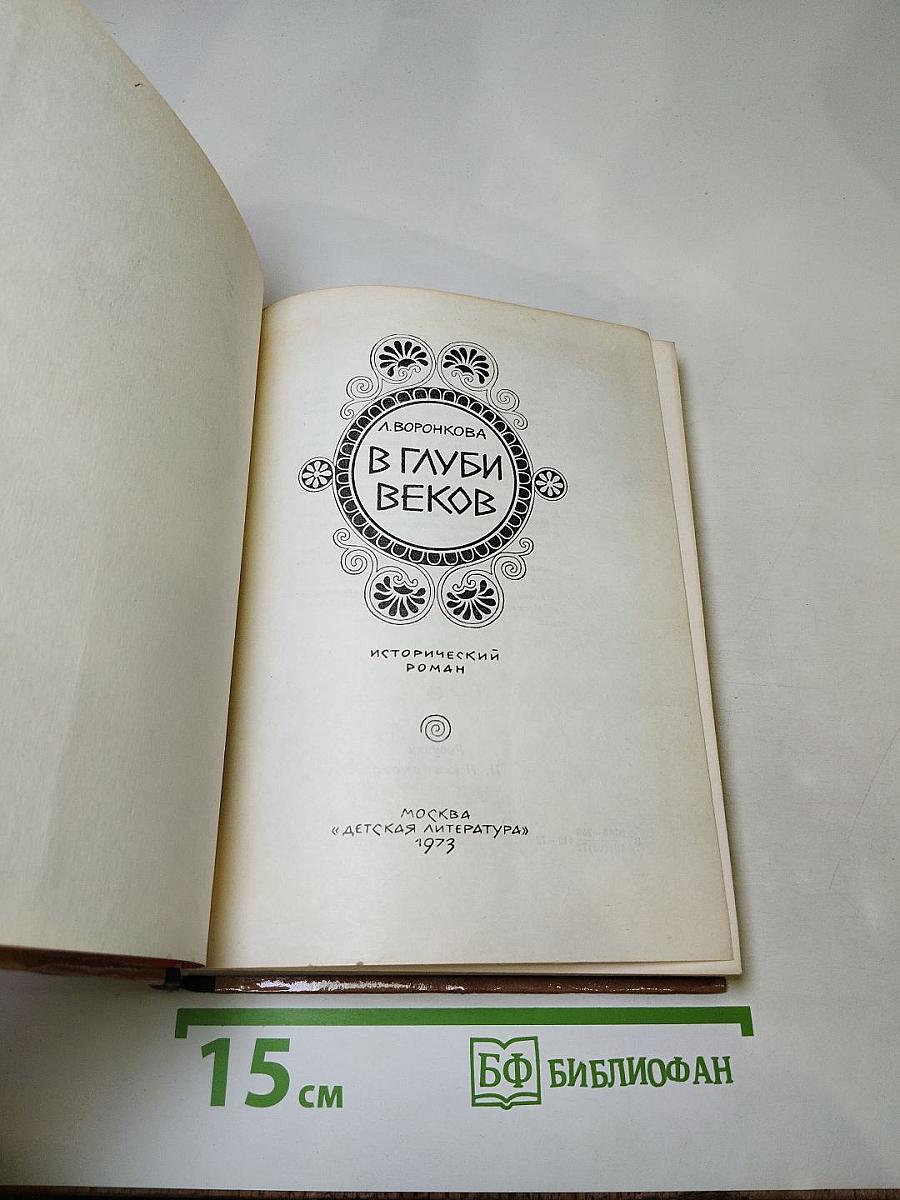 Л. ВОРОНКОВА
В ГЛУБИ
ВЕКОВ
ИСТОРИЧЕСКИЙ
РОМАН
МОСКВА
«ДЕТСКАЯ ЛИТЕРАТУРА»
1973
15 см
БФ БИБЛИОФАН